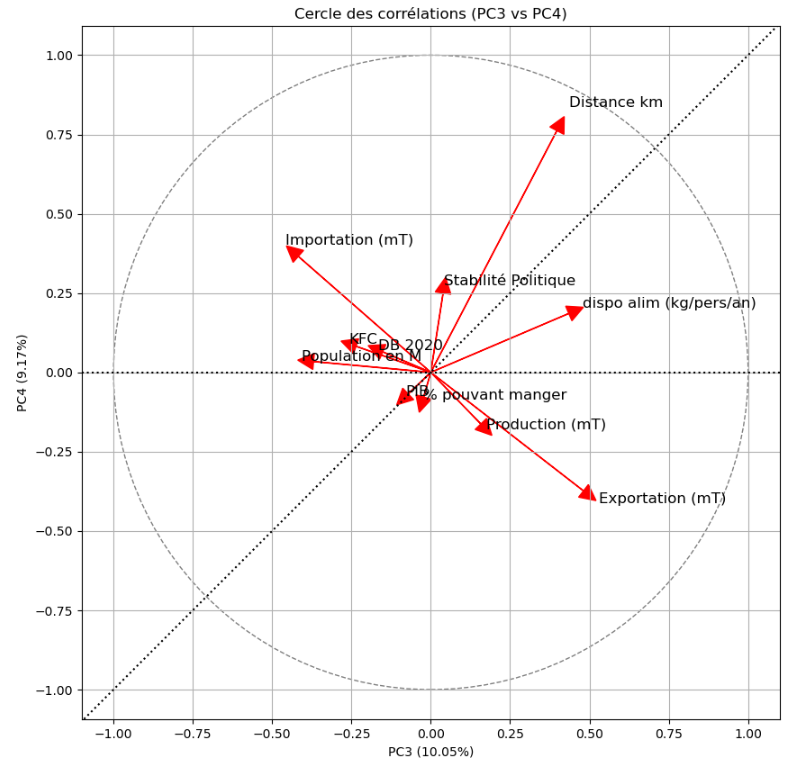 Cercle des corrélations (PC3 vs PC4)
1.00
Distance km
0.75
0.50
Importation (mT)
Stabilité Politique
0.25
dispo alim (kg/pers/an)
KFC
DB 2020
Population en M
0.00
PIB
% pouvant manger
Production (mT)
−0.25
Exportation (mT)
−0.50
−0.75
−1.00
PC4 (9.17%)
−1.00 −0.75 −0.50 −0.25 0.00 0.25 0.50 0.75 1.00
PC3 (10.05%)